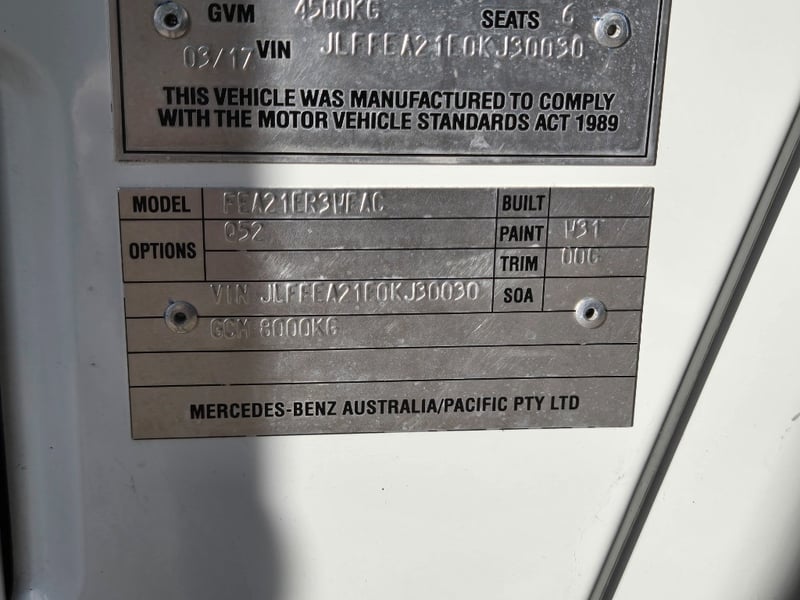 GVM 4500KG SEATS 6
03/17 VIN JLFFEA21E0KJ30030
THIS VEHICLE WAS MANUFACTURED TO COMPLY
WITH THE MOTOR VEHICLE STANDARDS ACT 1989
MODEL FEA21ER3WFAC BUILT
OPTIONS Q52 PAINT W31
TRIM 00G
VIN JLFFEA21E0KJ30030 SOA
GCM 8000KG
MERCEDES-BENZ AUSTRALIA/PACIFIC PTY LTD